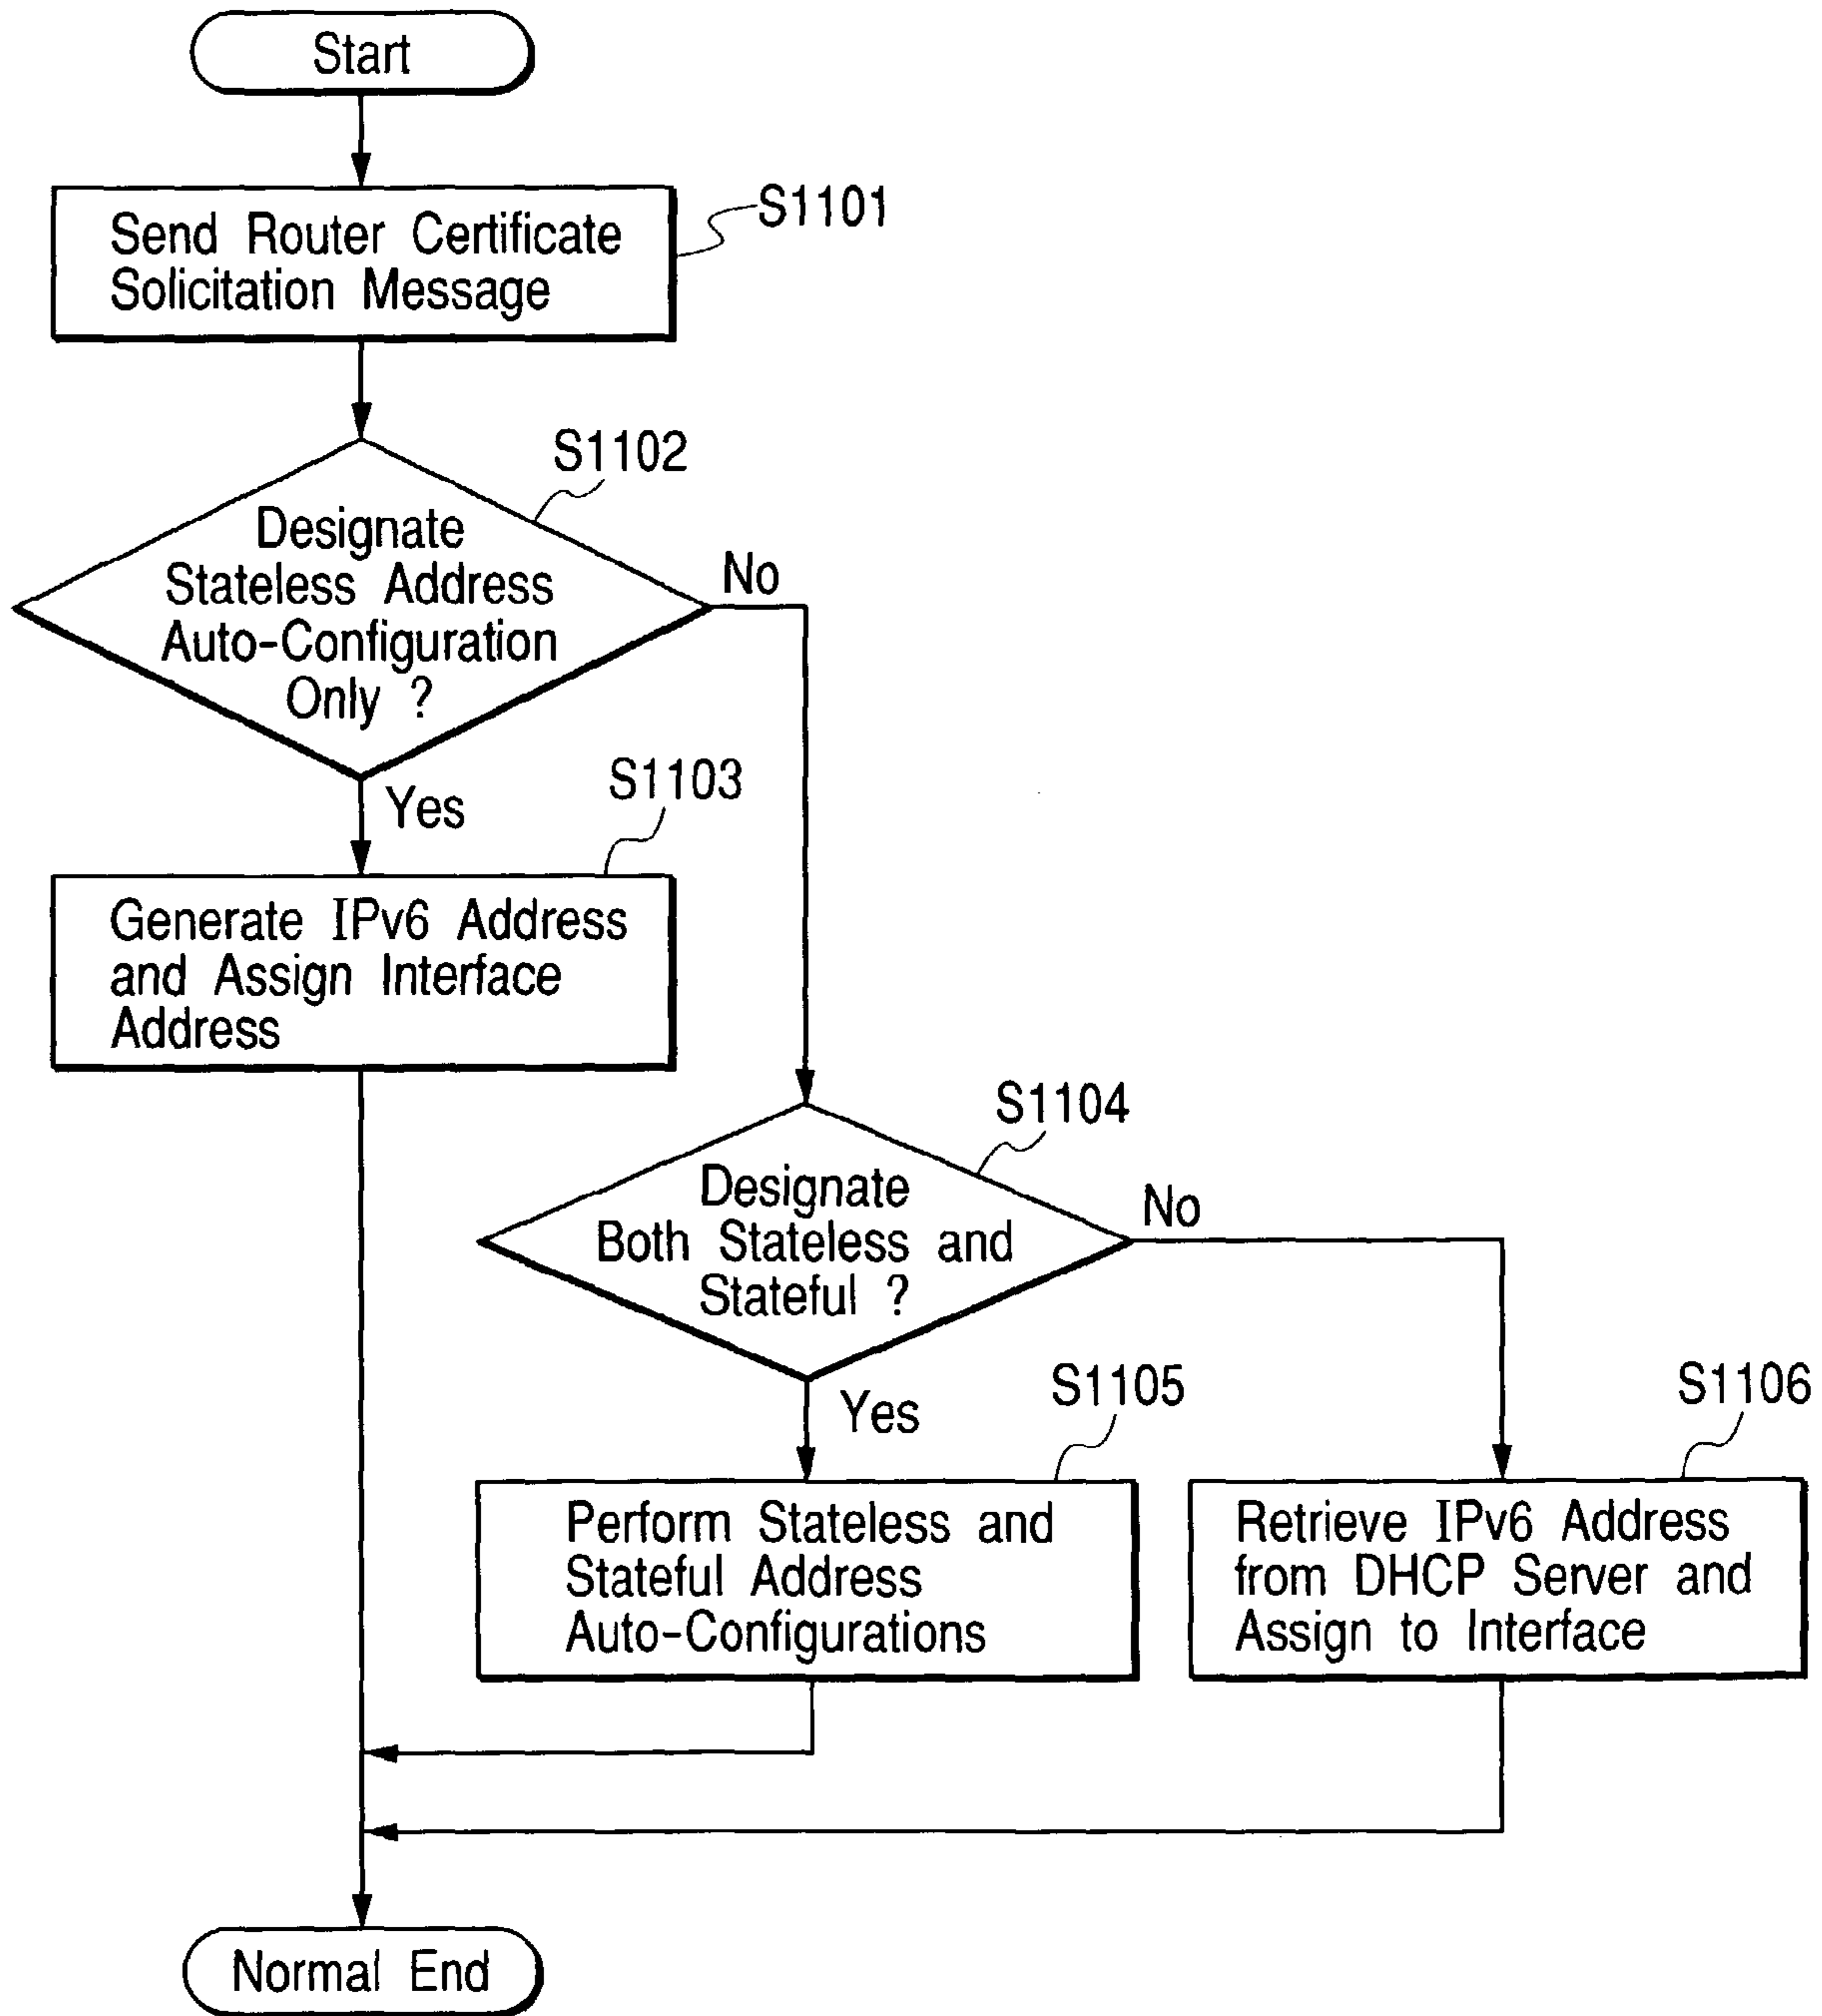 Start
S1101
Send Router Certificate
Solicitation Message
S1102
Designate
Stateless Address
Auto-Configuration
Only ?
No
Yes
S1103
Generate IPv6 Address
and Assign Interface
Address
S1104
Designate
Both Stateless and
Stateful ?
No
Yes
S1105
Perform Stateless and
Stateful Address
Auto-Configurations
S1106
Retrieve IPv6 Address
from DHCP Server and
Assign to Interface
Normal End